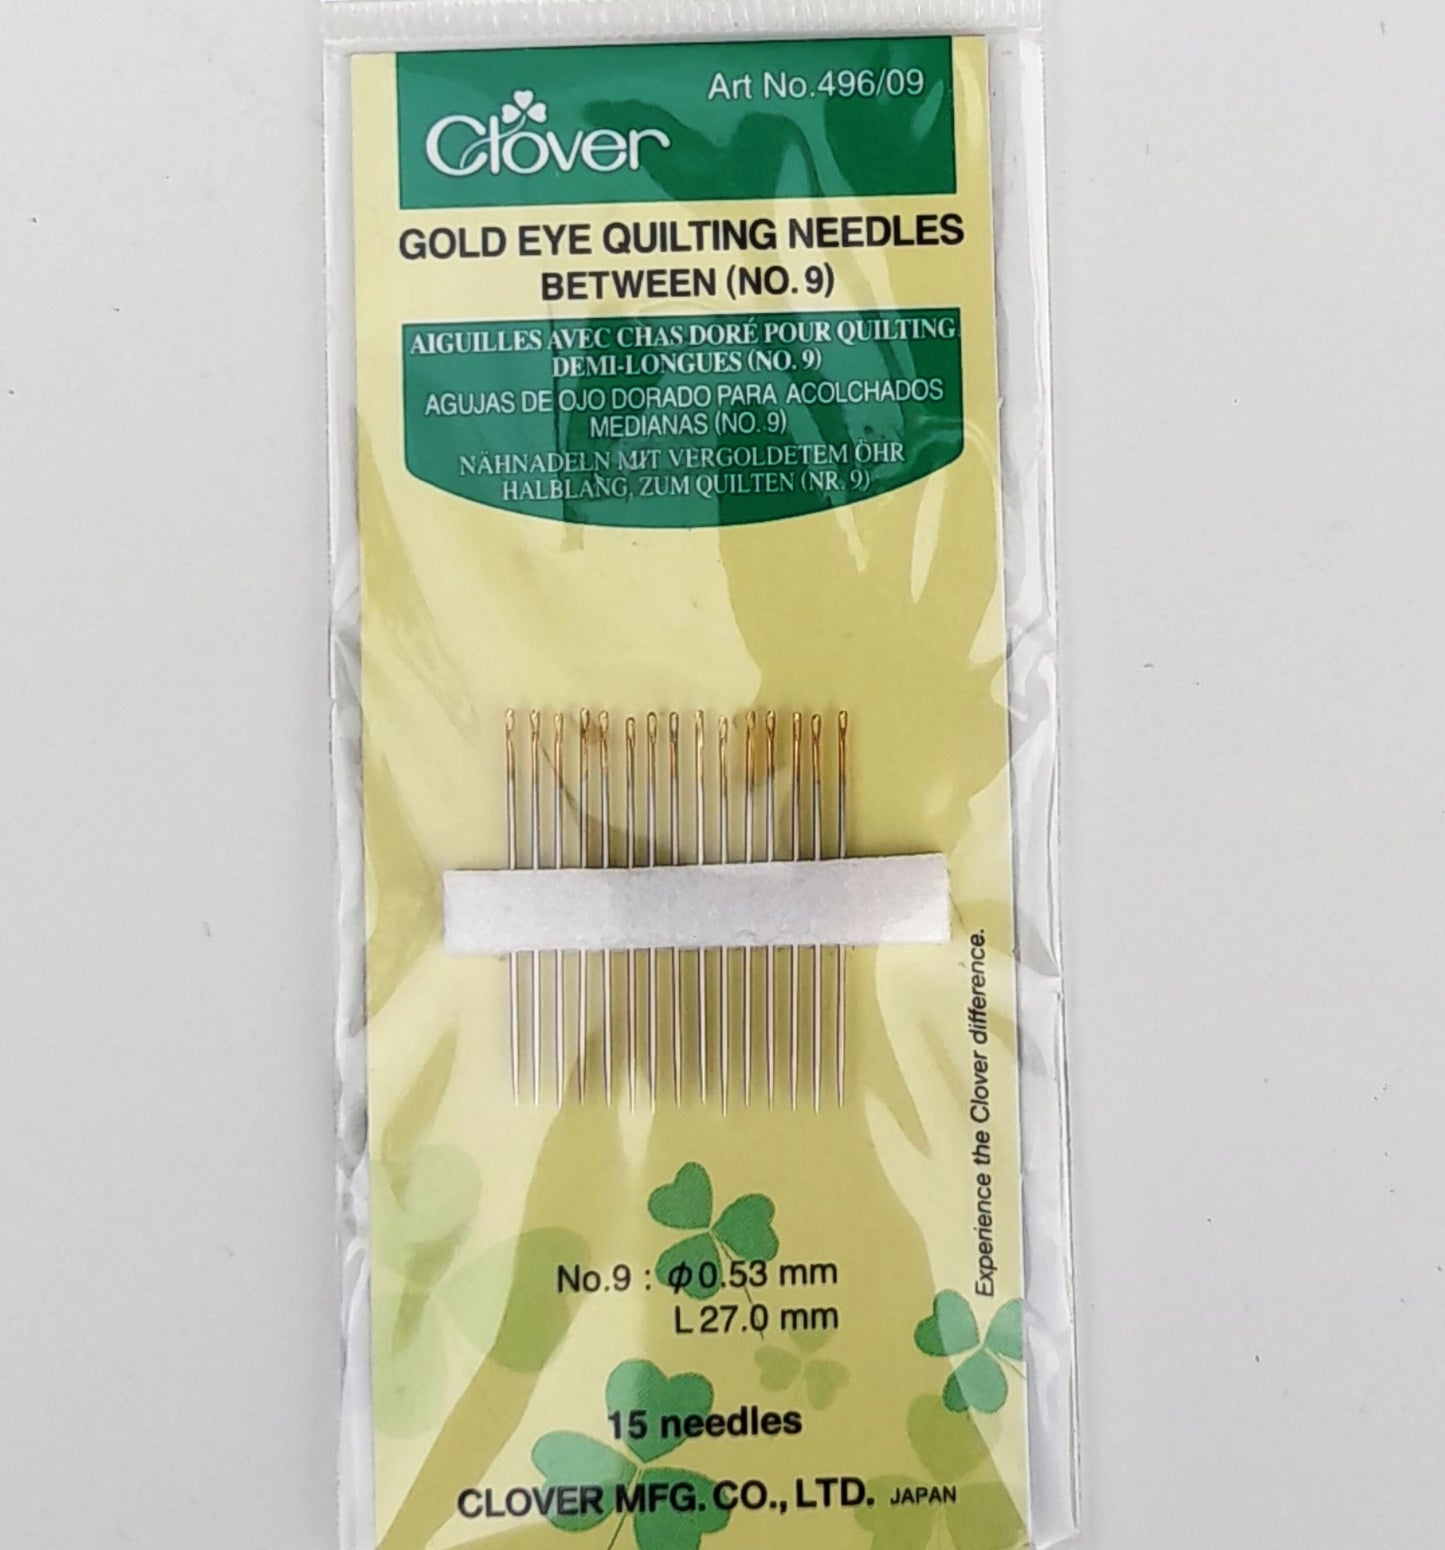 Art No.496/09
Clover
GOLD EYE QUILTING NEEDLES
BETWEEN (NO. 9)
AIGUILLES AVEC CHAS DORÉ POUR QUILTING
DEMI-LONGUES (NO. 9)
AGUJAS DE OJO DORADO PARA ACOLCHADOS
MEDIANAS (NO. 9)
NÄHNADELN MIT VERGOLDETEM ÖHR
HALBLANG, ZUM QUILTEN (NR. 9)
Experience the Clover difference.
No.9 : ϕ0.53 mm
L 27.0 mm
15 needles
CLOVER MFG. CO., LTD. JAPAN